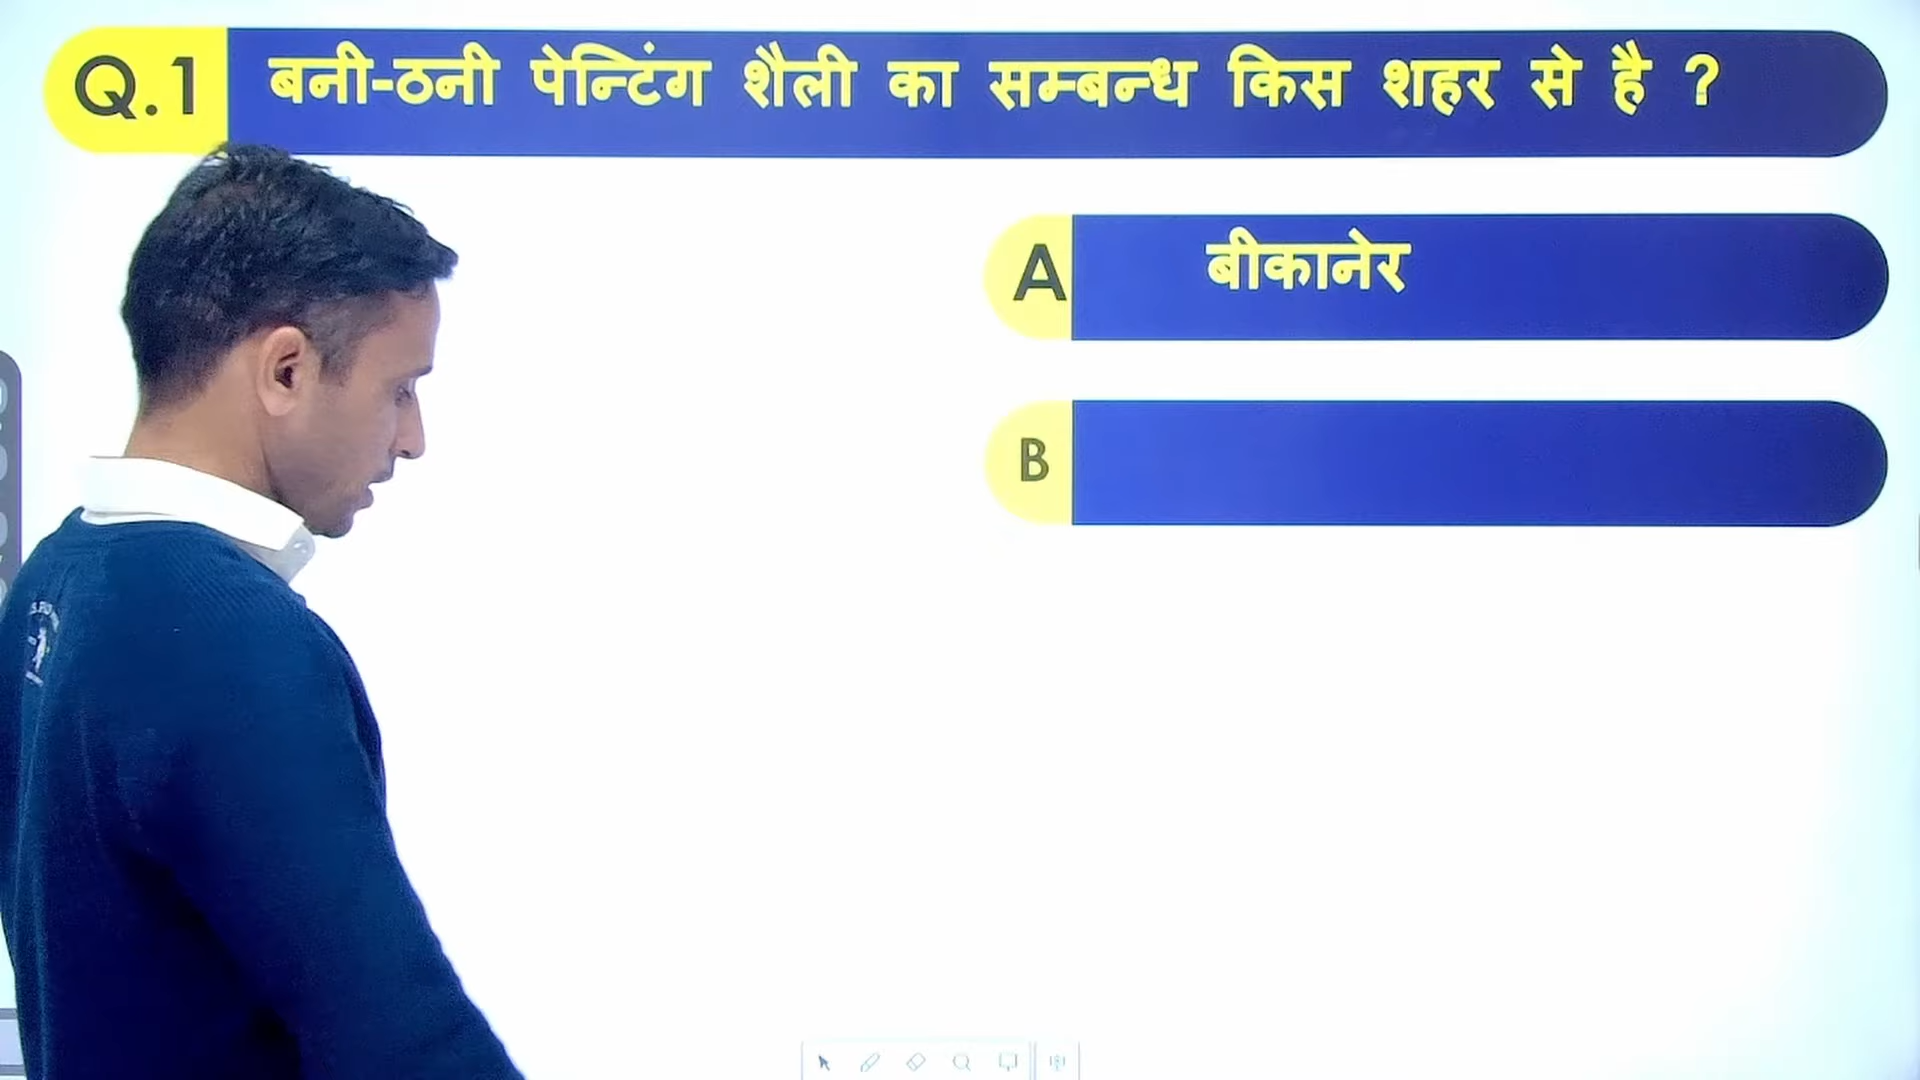 Q.1 बनी-ठनी पेन्टिंग शैली का सम्बन्ध किस शहर से है ?
A बीकानेर
B